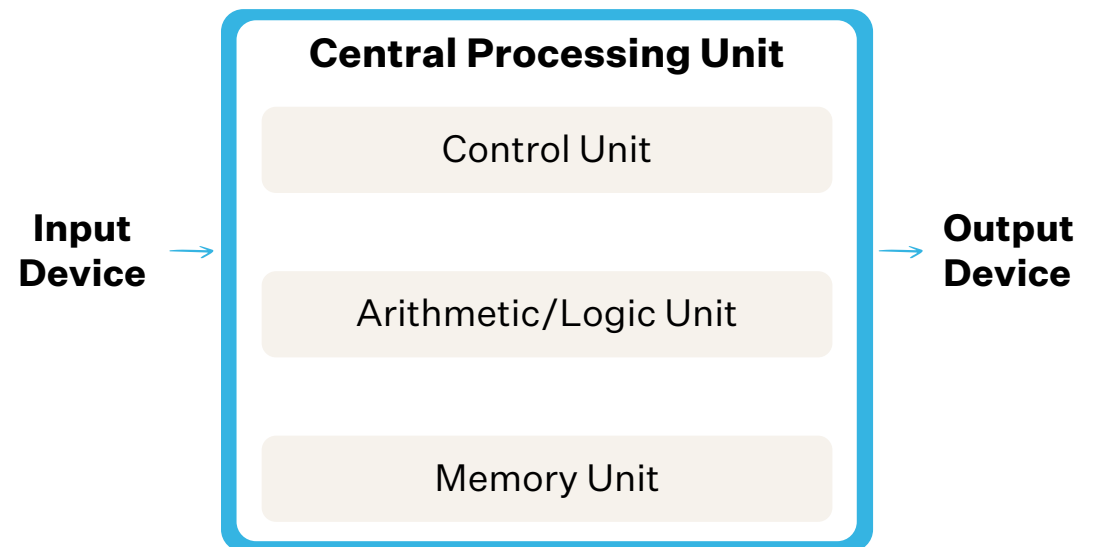 Central Processing Unit
Control Unit
Input
Device
Arithmetic/Logic Unit
Output
Device
Memory Unit